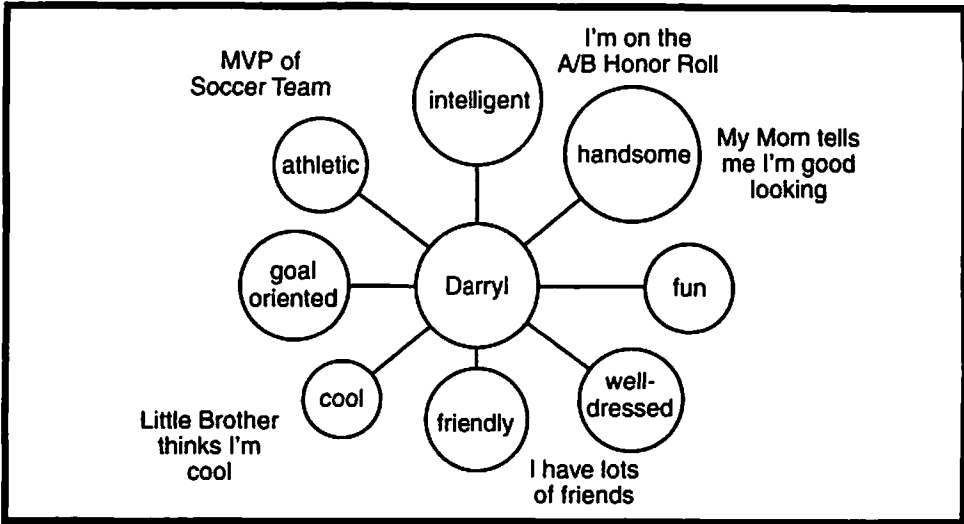 MVP of
Soccer Team
intelligent
I'm on the
A/B Honor Roll
athletic
handsome
My Mom tells
me I'm good
looking
goal
oriented
Darryl
fun
cool
friendly
well-
dressed
Little Brother
thinks I'm
cool
I have lots
of friends